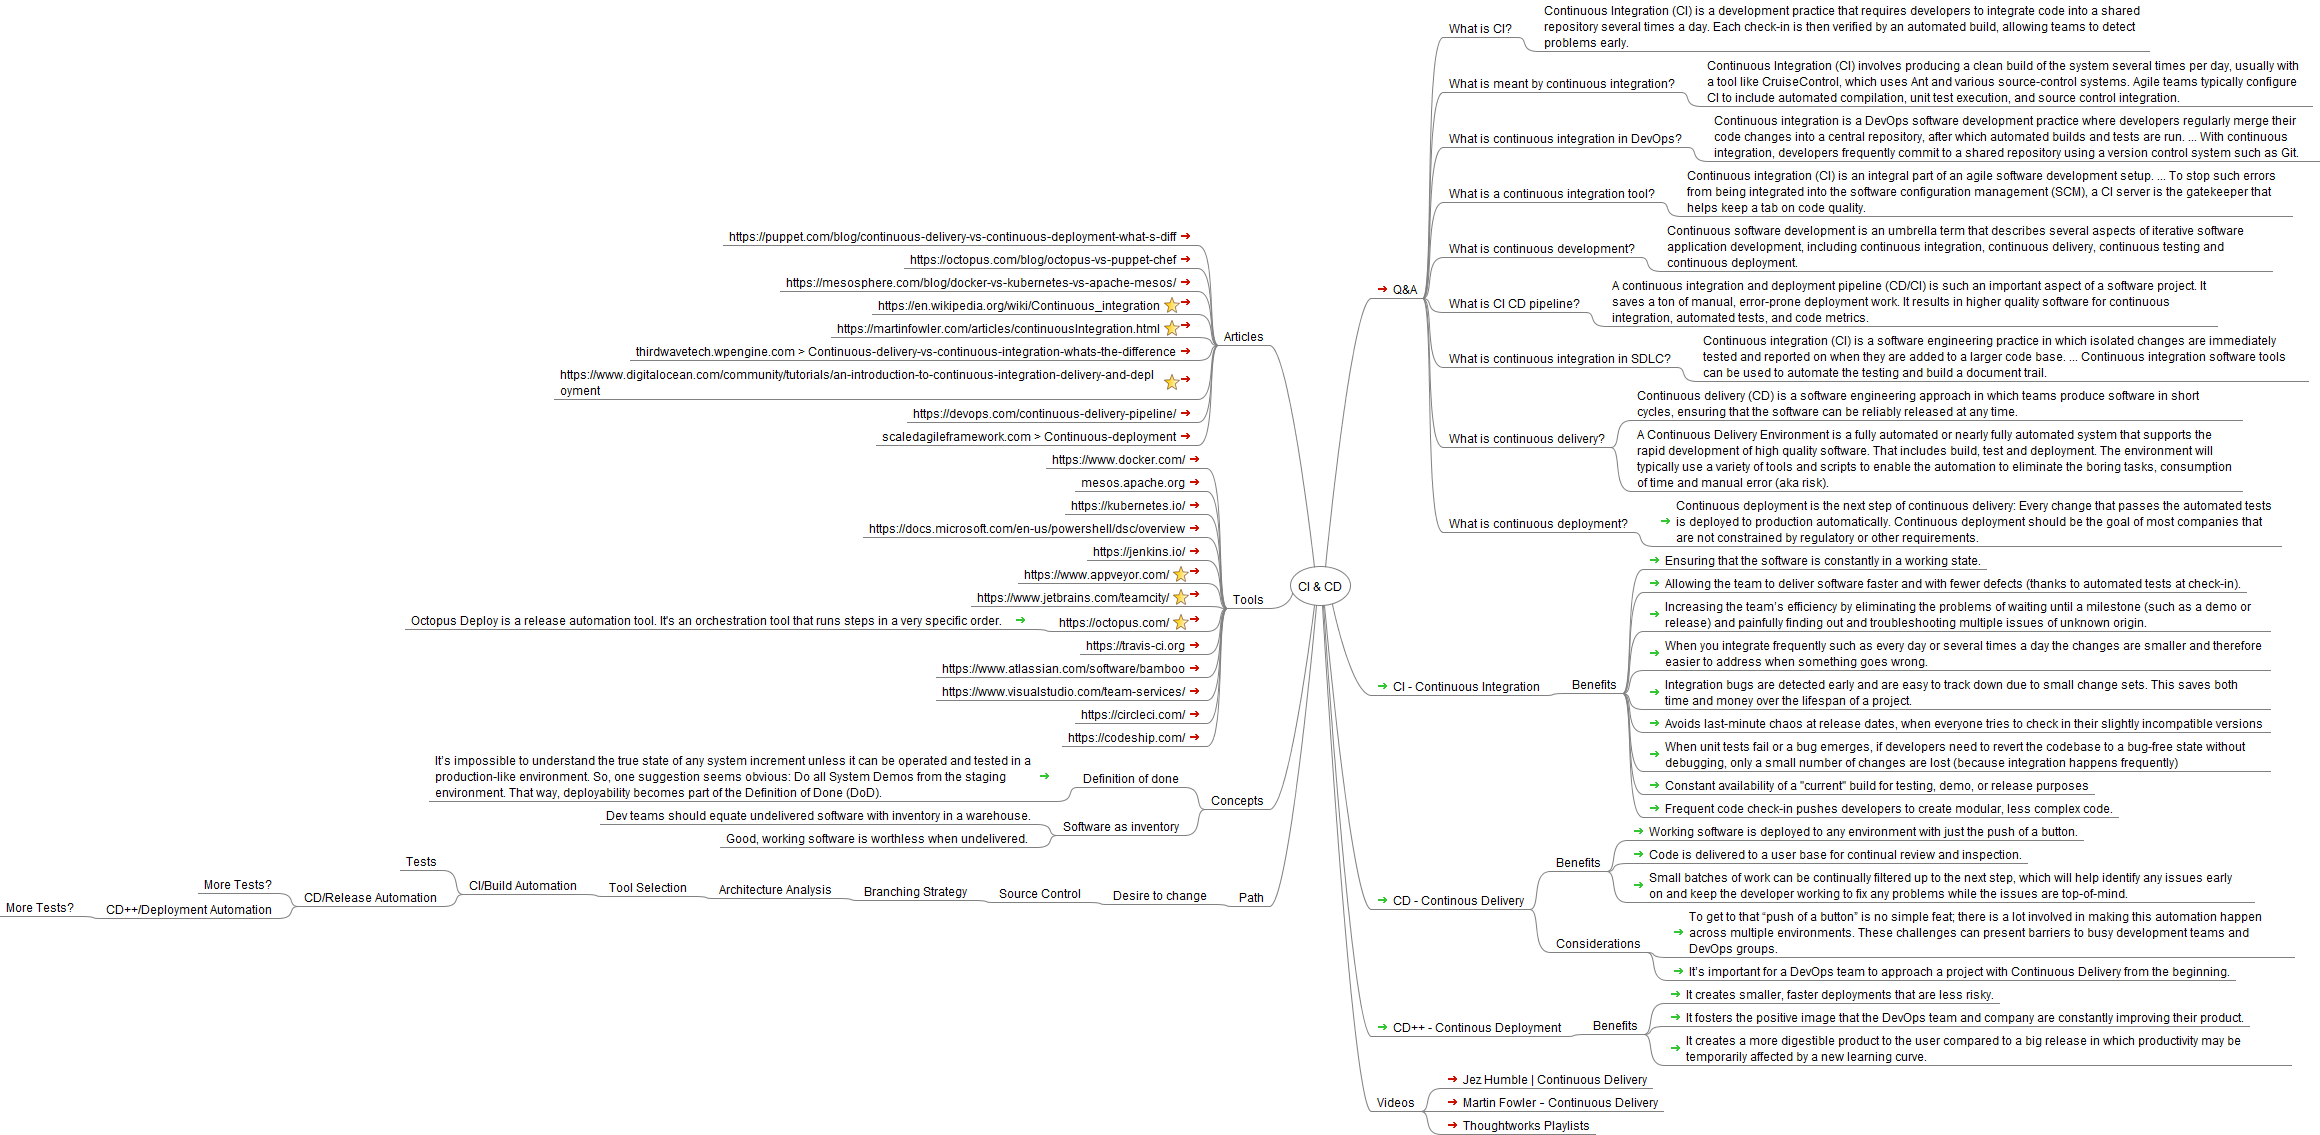 CI & CD
Q&A
What is CI?
Continuous Integration (CI) is a development practice that requires developers to integrate code into a shared
repository several times a day. Each check-in is then verified by an automated build, allowing teams to detect
problems early.
What is meant by continuous integration?
Continuous Integration (CI) involves producing a clean build of the system several times per day, usually with
a tool like CruiseControl, which uses Ant and various source-control systems. Agile teams typically configure
CI to include automated compilation, unit test execution, and source control integration.
What is continuous integration in DevOps?
Continuous integration is a DevOps software development practice where developers regularly merge their
code changes into a central repository, after which automated builds and tests are run. ... With continuous
integration, developers frequently commit to a shared repository using a version control system such as Git.
What is a continuous integration tool?
Continuous integration (CI) is an integral part of an agile software development setup. ... To stop such errors
from being integrated into the software configuration management (SCM), a CI server is the gatekeeper that
helps keep a tab on code quality.
What is continuous development?
Continuous software development is an umbrella term that describes several aspects of iterative software
application development, including continuous integration, continuous delivery, continuous testing and
continuous deployment.
What is CI CD pipeline?
A continuous integration and deployment pipeline (CD/CI) is such an important aspect of a software project. It
saves a ton of manual, error-prone deployment work. It results in higher quality software for continuous
integration, automated tests, and code metrics.
What is continuous integration in SDLC?
Continuous integration (CI) is a software engineering practice in which isolated changes are immediately
tested and reported on when they are added to a larger code base. ... Continuous integration software tools
can be used to automate the testing and build a document trail.
What is continuous delivery?
Continuous delivery (CD) is a software engineering approach in which teams produce software in short
cycles, ensuring that the software can be reliably released at any time.
A Continuous Delivery Environment is a fully automated or nearly fully automated system that supports the
rapid development of high quality software. That includes build, test and deployment. The environment will
typically use a variety of tools and scripts to enable the automation to eliminate the boring tasks, consumption
of time and manual error (aka risk).
What is continuous deployment?
Continuous deployment is the next step of continuous delivery: Every change that passes the automated tests
is deployed to production automatically. Continuous deployment should be the goal of most companies that
are not constrained by regulatory or other requirements.
CI - Continuous Integration
Benefits
Ensuring that the software is constantly in a working state.
Allowing the team to deliver software faster and with fewer defects (thanks to automated tests at check-in).
Increasing the team's efficiency by eliminating the problems of waiting until a milestone (such as a demo or
release) and painfully finding out and troubleshooting multiple issues of unknown origin.
When you integrate frequently such as every day or several times a day the changes are smaller and therefore
easier to address when something goes wrong.
Integration bugs are detected early and are easy to track down due to small change sets. This saves both
time and money over the lifespan of a project.
Avoids last-minute chaos at release dates, when everyone tries to check in their slightly incompatible versions
When unit tests fail or a bug emerges, if developers need to revert the codebase to a bug-free state without
debugging, only a small number of changes are lost (because integration happens frequently)
Constant availability of a "current" build for testing, demo, or release purposes
Frequent code check-in pushes developers to create modular, less complex code.
CD - Continous Delivery
Benefits
Working software is deployed to any environment with just the push of a button.
Code is delivered to a user base for continual review and inspection.
Small batches of work can be continually filtered up to the next step, which will help identify any issues early
on and keep the developer working to fix any problems while the issues are top-of-mind.
Considerations
To get to that “push of a button” is no simple feat; there is a lot involved in making this automation happen
across multiple environments. These challenges can present barriers to busy development teams and
DevOps groups.
It's important for a DevOps team to approach a project with Continuous Delivery from the beginning.
CD++ - Continous Deployment
Benefits
It creates smaller, faster deployments that are less risky.
It fosters the positive image that the DevOps team and company are constantly improving their product.
It creates a more digestible product to the user compared to a big release in which productivity may be
temporarily affected by a new learning curve.
Videos
Jez Humble | Continuous Delivery
Martin Fowler – Continuous Delivery
Thoughtworks Playlists
Articles
https://puppet.com/blog/continuous-delivery-vs-continuous-deployment-what-s-diff
https://octopus.com/blog/octopus-vs-puppet-chef
https://mesosphere.com/blog/docker-vs-kubernetes-vs-apache-mesos/
https://en.wikipedia.org/wiki/Continuous_integration
https://martinfowler.com/articles/continuousIntegration.html
thirdwavetech.wpengine.com > Continuous-delivery-vs-continuous-integration-whats-the-difference
https://www.digitalocean.com/community/tutorials/an-introduction-to-continuous-integration-delivery-and-depl
oyment
https://devops.com/continuous-delivery-pipeline/
scaledagileframework.com > Continuous-deployment
Tools
https://www.docker.com/
mesos.apache.org
https://kubernetes.io/
https://docs.microsoft.com/en-us/powershell/dsc/overview
https://jenkins.io/
https://www.appveyor.com/
https://www.jetbrains.com/teamcity/
https://octopus.com/
Octopus Deploy is a release automation tool. It's an orchestration tool that runs steps in a very specific order.
https://travis-ci.org
https://www.atlassian.com/software/bamboo
https://www.visualstudio.com/team-services/
https://circleci.com/
https://codeship.com/
Concepts
Definition of done
It's impossible to understand the true state of any system increment unless it can be operated and tested in a
production-like environment. So, one suggestion seems obvious: Do all System Demos from the staging
environment. That way, deployability becomes part of the Definition of Done (DoD).
Software as inventory
Dev teams should equate undelivered software with inventory in a warehouse.
Good, working software is worthless when undelivered.
Path
Desire to change
Source Control
Branching Strategy
Architecture Analysis
Tool Selection
CI/Build Automation
Tests
CD/Release Automation
More Tests?
CD++/Deployment Automation
More Tests?